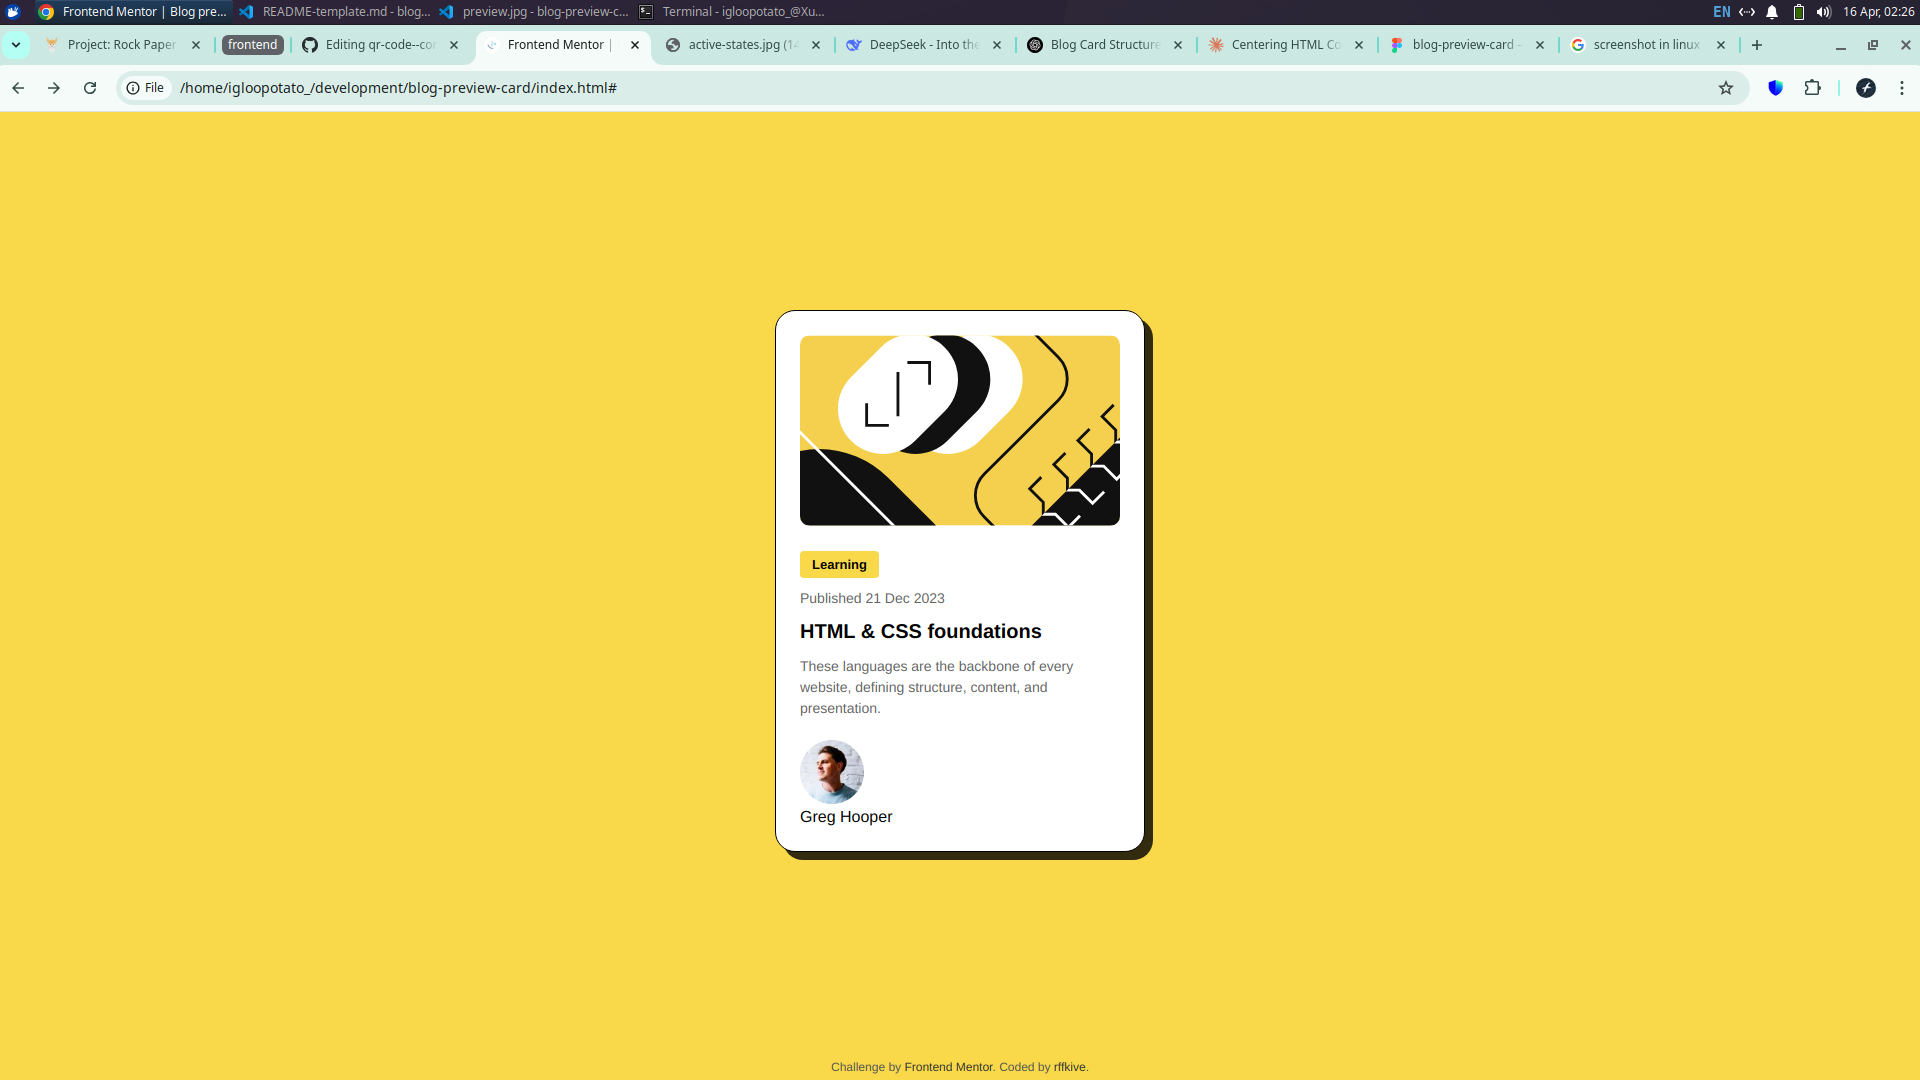 Frontend Mentor | Blog pre...
README-template.md - blog...
preview.jpg - blog-preview-c...
Terminal - igloopotato_@Xu...
EN
16 Apr, 02:26
Project: Rock Paper
frontend
Editing qr-code--co
Frontend Mentor |
active-states.jpg (14
DeepSeek - Into the
Blog Card Structure
Centering HTML Co
blog-preview-card -
screenshot in linux
File
/home/igloopotato_/development/blog-preview-card/index.html#
Learning
Published 21 Dec 2023
HTML & CSS foundations
These languages are the backbone of every
website, defining structure, content, and
presentation.
Greg Hooper
Challenge by Frontend Mentor. Coded by rffkive.